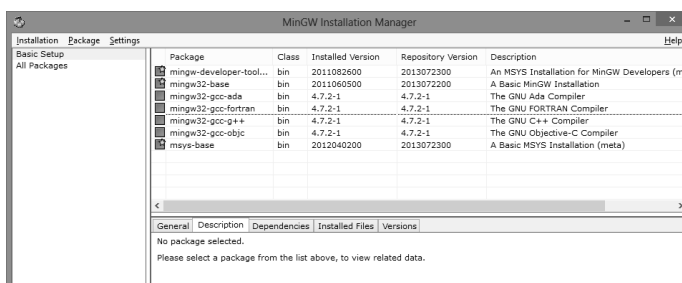 MinGW Installation Manager
Installation Package Settings Help
Basic Setup
All Packages
Package Class Installed Version Repository Version Description
mingw-developer-tool... bin 2011082600 2013072300 An MSYS Installation for MinGW Developers (m
mingw32-base bin 2011060500 2013072200 A Basic MinGW Installation
mingw32-gcc-ada bin 4.7.2-1 4.7.2-1 The GNU Ada Compiler
mingw32-gcc-fortran bin 4.7.2-1 4.7.2-1 The GNU FORTRAN Compiler
mingw32-gcc-g++ bin 4.7.2-1 4.7.2-1 The GNU C++ Compiler
mingw32-gcc-objc bin 4.7.2-1 4.7.2-1 The GNU Objective-C Compiler
msys-base bin 2012040200 2013072300 A Basic MSYS Installation (meta)
General Description Dependencies Installed Files Versions
No package selected.
Please select a package from the list above, to view related data.